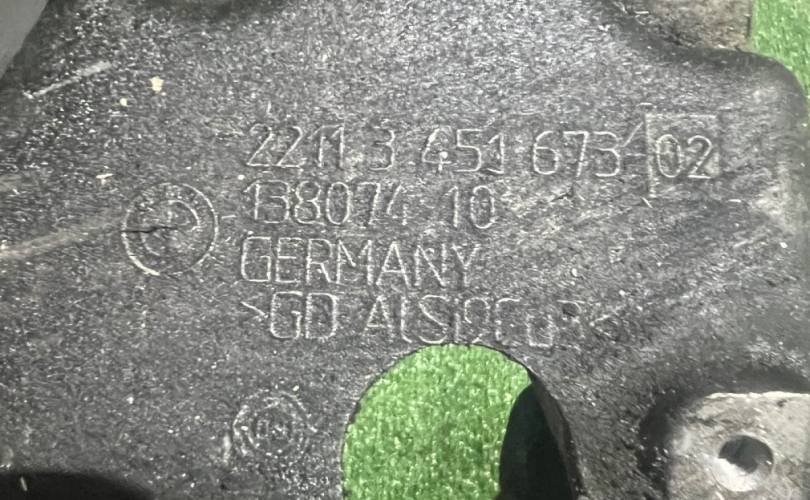 2211 3 451 673 02
138074 10
GERMANY
>GD AlSi9Cu3<